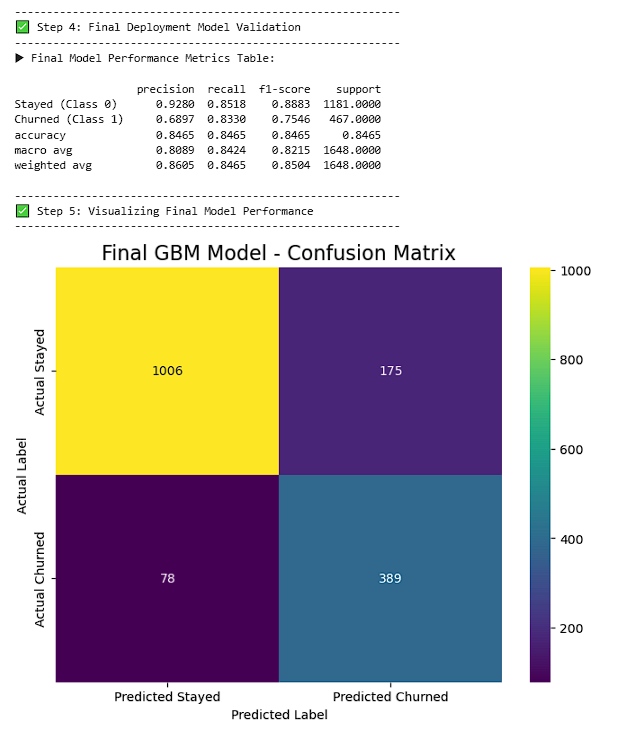 ------------------------------------------------------------
✅ Step 4: Final Deployment Model Validation
------------------------------------------------------------
▶ Final Model Performance Metrics Table:
precision recall f1-score support
Stayed (Class 0) 0.9280 0.8518 0.8883 1181.0000
Churned (Class 1) 0.6897 0.8330 0.7546 467.0000
accuracy 0.8465 0.8465 0.8465 0.8465
macro avg 0.8089 0.8424 0.8215 1648.0000
weighted avg 0.8605 0.8465 0.8504 1648.0000
------------------------------------------------------------
✅ Step 5: Visualizing Final Model Performance
------------------------------------------------------------
Final GBM Model - Confusion Matrix
Actual Label
Actual Stayed
1006 175
Actual Churned
78 389
Predicted Stayed Predicted Churned
Predicted Label
1000
800
600
400
200